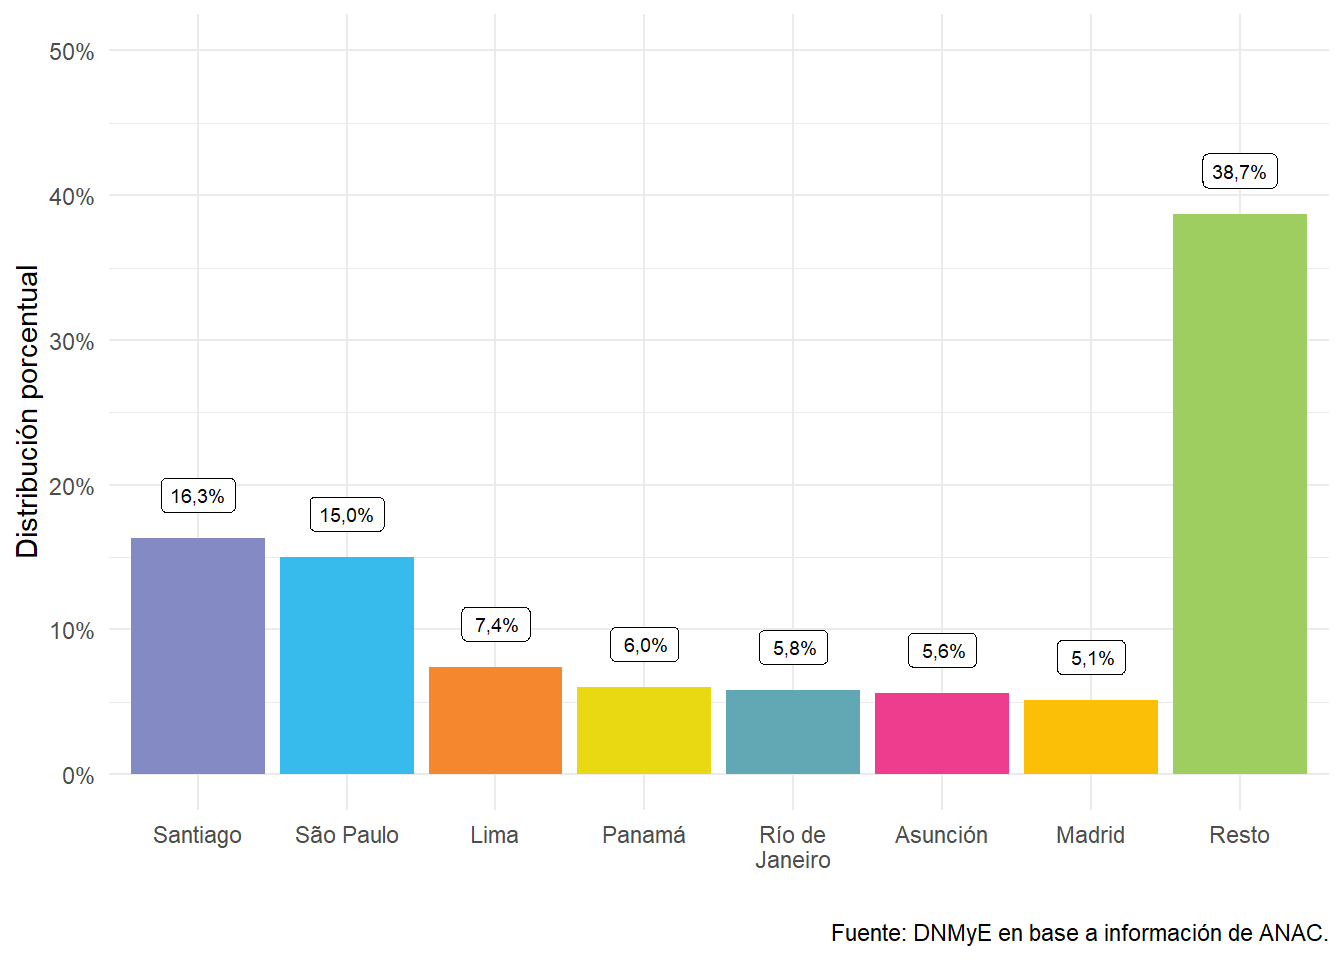 50%
40%
30%
20%
10%
0%
Distribución porcentual
16,3%
15,0%
7,4%
6,0%
5,8%
5,6%
5,1%
38,7%
Santiago
São Paulo
Lima
Panamá
Río de
Janeiro
Asunción
Madrid
Resto
Fuente: DNMyE en base a información de ANAC.